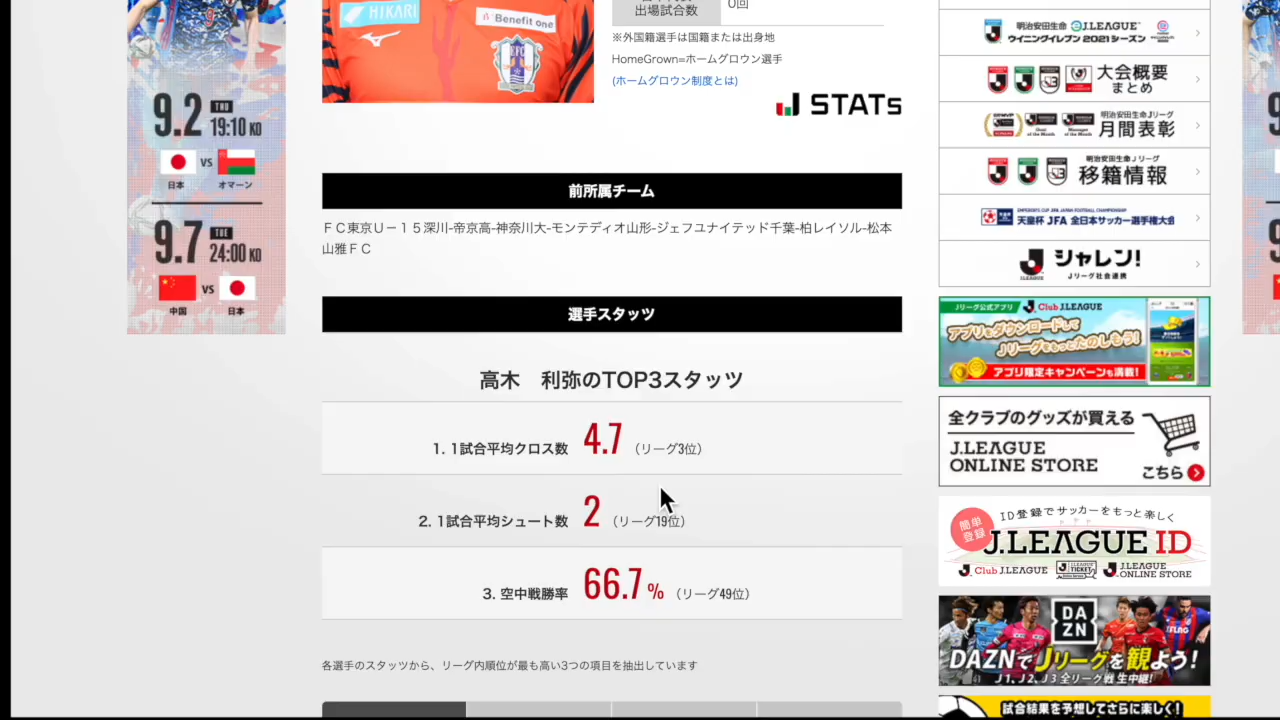 HIKARI
Benefit one
出場試合数
0回
※外国籍選手は国籍または出身地
HomeGrown=ホームグロウン選手
(ホームグロウン制度とは)
STATs
9.2 THU 19:10 KO
VS
日本
オマーン
9.7 TUE 24:00 KO
VS
中国
日本
前所属チーム
FC東京U-15深川-帝京高-神奈川大-モンテディオ山形-ジェフユナイテッド千葉-柏レイソル-松本
山雅FC
選手スタッツ
高木 利弥のTOP3スタッツ
1. 1試合平均クロス数 4.7 (リーグ3位)
2. 1試合平均シュート数 2 (リーグ19位)
3. 空中戦勝率 66.7 % (リーグ49位)
各選手のスタッツから、リーグ内順位が最も高い3つの項目を抽出しています
明治安田生命 eJ.LEAGUE
ウイニングイレブン 2021シーズン
大会概要
まとめ
明治安田生命Jリーグ
月間表彰
明治安田生命Jリーグ
移籍情報
EMPEROR'S CUP JFA FOOTBALL CHAMPIONSHIP
天皇杯 JFA 全日本サッカー選手権大会
シャレン!
Jリーグ社会連携
Jリーグ公式アプリ Club J.LEAGUE
アプリをダウンロードして
Jリーグをもっとたのしもう!
アプリ限定キャンペーンも満載!
全クラブのグッズが買える
J.LEAGUE
ONLINE STORE
こちら
簡単
登録
ID登録でサッカーをもっと楽しく
J.LEAGUE ID
Club J.LEAGUE
J.LEAGUE TICKET
J.LEAGUE ONLINE STORE
DA
ZN
DAZNでJリーグを観よう!
J1、J2、J3 全リーグ戦 生中継!
試合結果を予想してさらに楽しく!